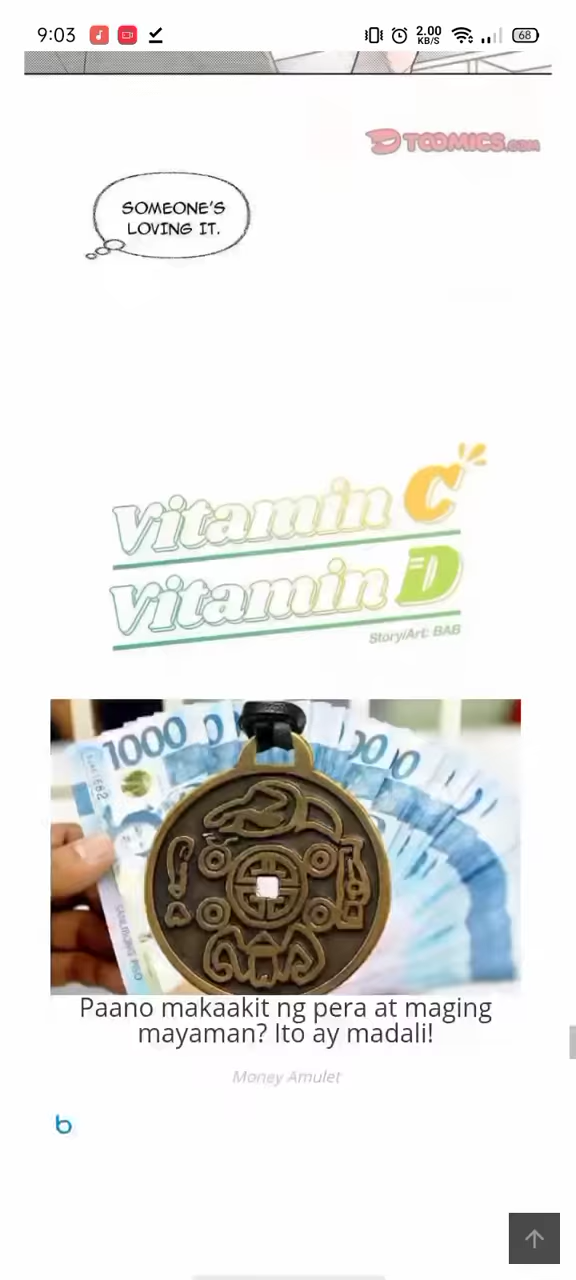 9:03
2.00
KB/S
68
TOOMICS.COM
SOMEONE'S
LOVING IT.
Vitamin C
Vitamin D
Story/Art: BAB
1000
Paano makaakit ng pera at maging
mayaman? Ito ay madali!
Money Amulet
b